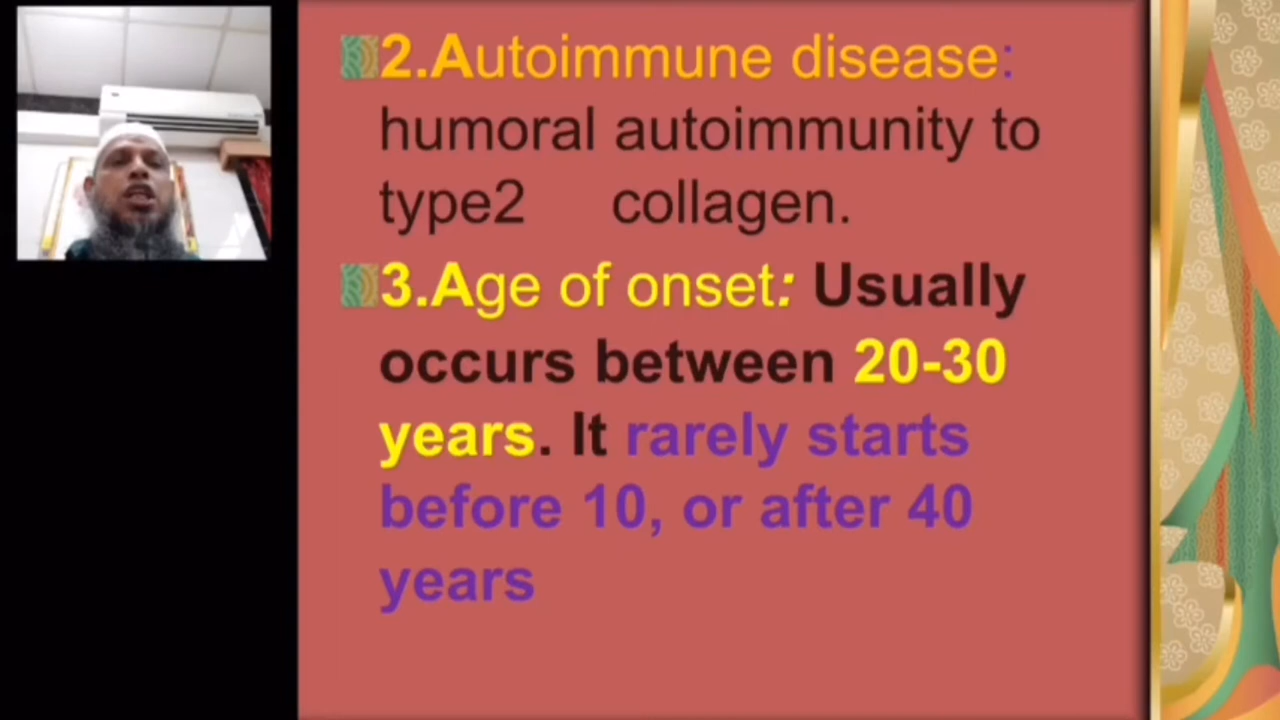 2.Autoimmune disease:
humoral autoimmunity to
type2 collagen.
3.Age of onset: Usually
occurs between 20-30
years. It rarely starts
before 10, or after 40
years